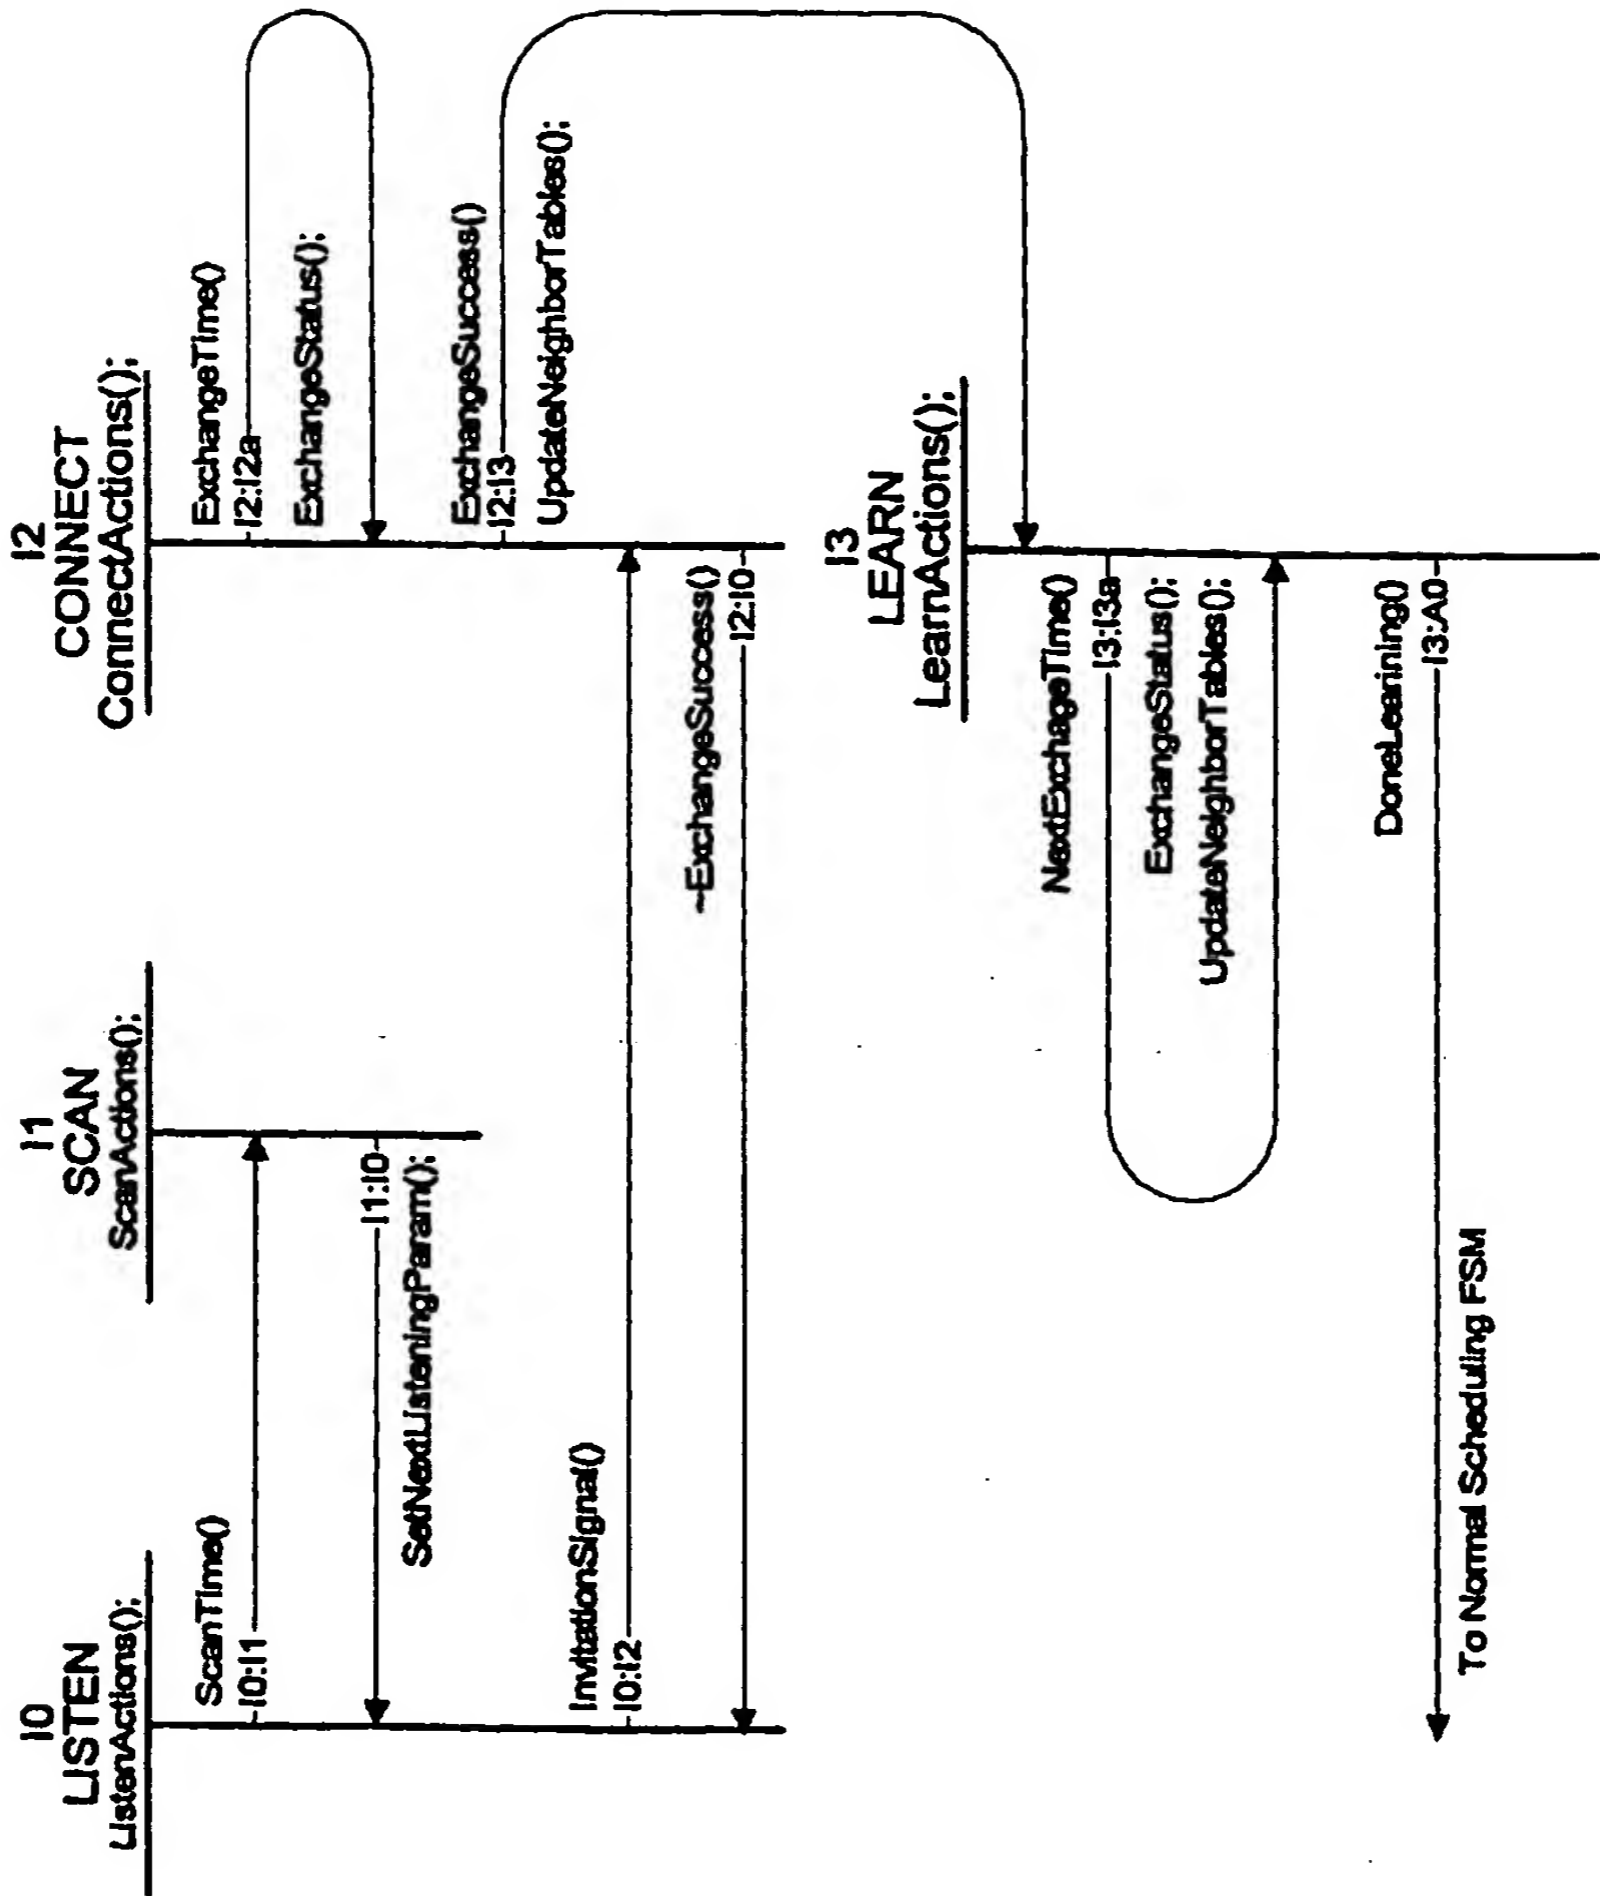 I0
LISTEN
ListenActions();
I1
SCAN
ScanActions();
I2
CONNECT
ConnectActions();
ScanTime()
I0:I1
I1:I0
SetNextListeningParam();
ExchangeTime()
I2:I2a
ExchangeStatus();
ExchangeSuccess()
I2:I3
UpdateNeighborTables();
InvitationSignal()
I0:I2
~ExchangeSuccess()
I2:I0
I3
LEARN
LearnActions();
NextExchageTime()
I3:I3a
ExchangeStatus();
UpdateNeighborTables();
DoneLearning()
I3:A0
To Normal Scheduling FSM